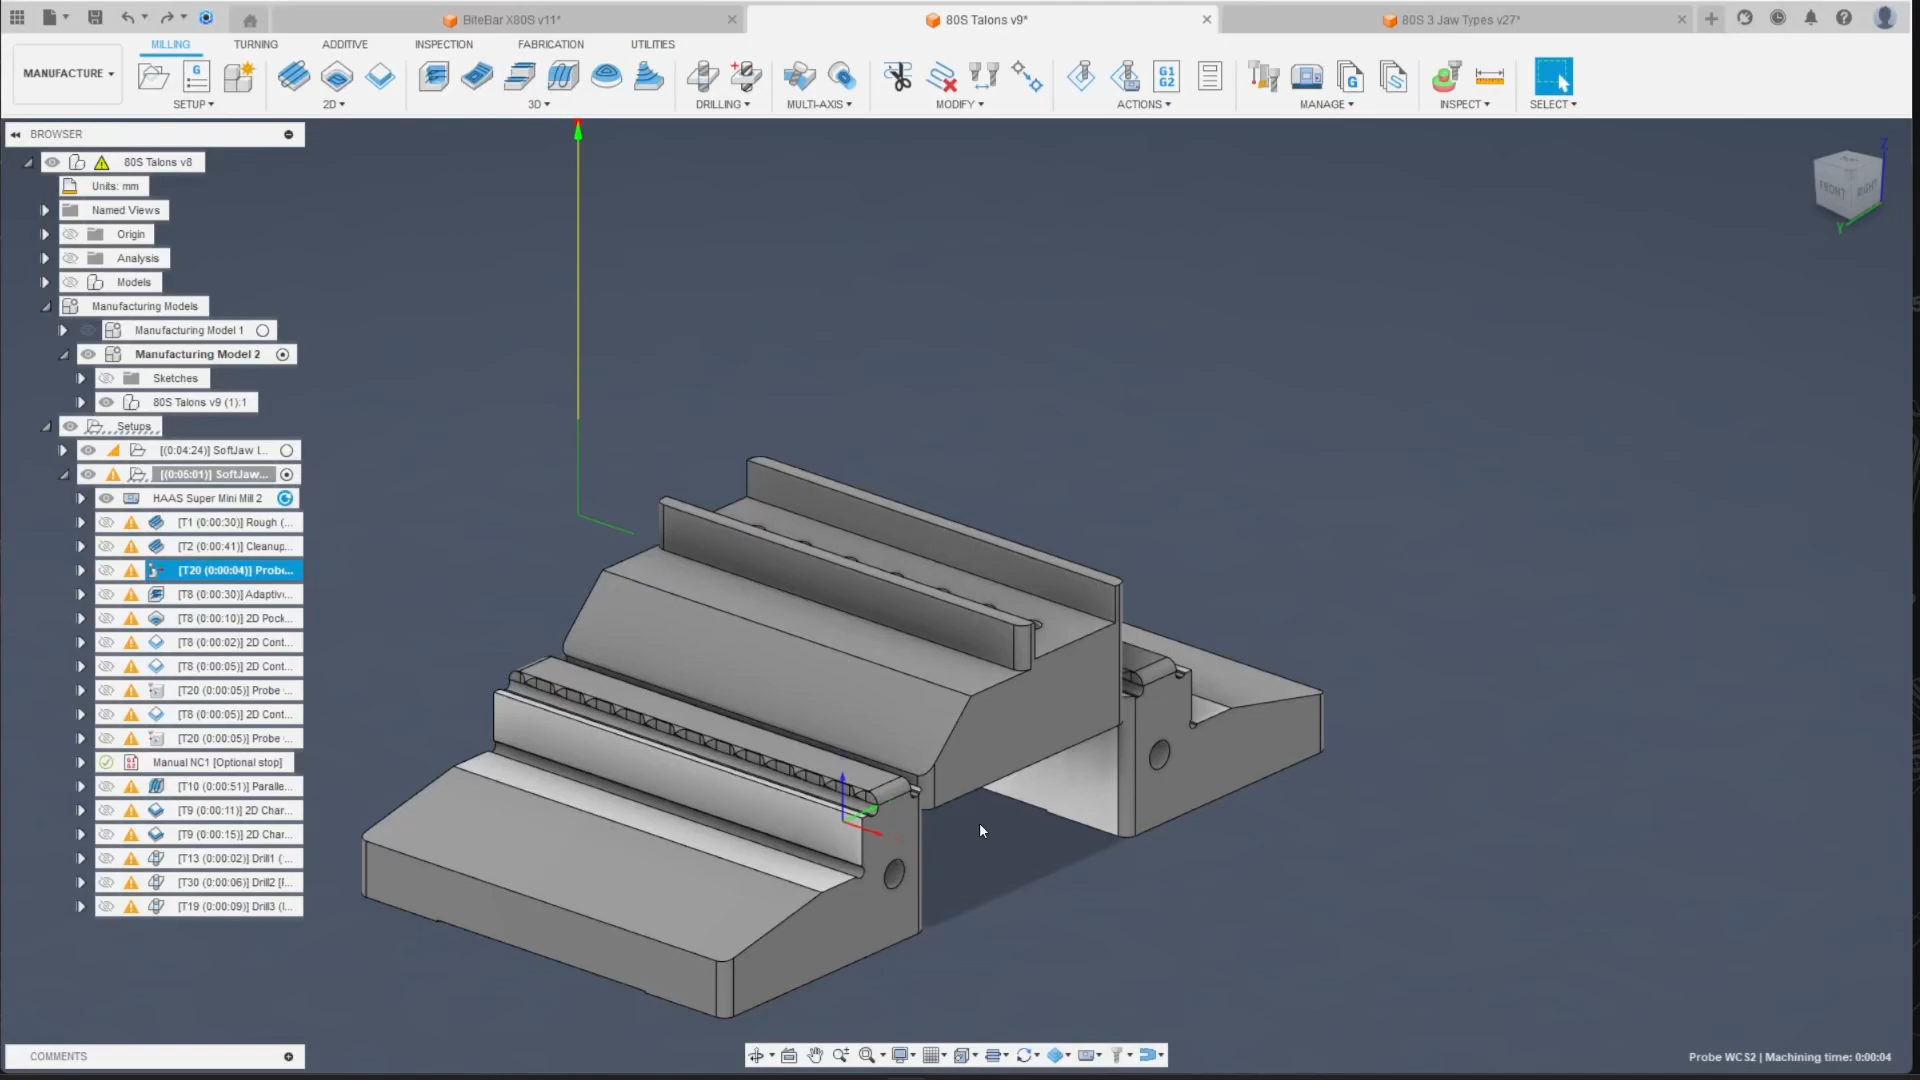 BiteBar X80S v11*
80S Talons v9*
80S 3 Jaw Types v27*
MANUFACTURE
MILLING
TURNING
ADDITIVE
INSPECTION
FABRICATION
UTILITIES
G
G1
G2
G
SETUP
2D
3D
DRILLING
MULTI-AXIS
MODIFY
ACTIONS
MANAGE
INSPECT
SELECT
BROWSER
80S Talons v8
Units: mm
Named Views
Origin
Analysis
Models
Manufacturing Models
Manufacturing Model 1
Manufacturing Model 2
Sketches
80S Talons v9 (1):1
Setups
[(0:04:24)] SoftJaw I...
[(0:05:01)] SoftJaw...
HAAS Super Mini Mill 2
[T1 (0:00:30)] Rough (...
[T2 (0:00:41)] Cleanup...
[T20 (0:00:04)] Probe...
[T8 (0:00:30)] Adaptiv...
[T8 (0:00:10)] 2D Pock...
[T8 (0:00:02)] 2D Cont...
[T8 (0:00:05)] 2D Cont...
[T20 (0:00:05)] Probe ...
[T8 (0:00:05)] 2D Cont...
[T20 (0:00:05)] Probe ...
Manual NC1 [Optional stop]
[T10 (0:00:51)] Paralle...
[T9 (0:00:11)] 2D Cham...
[T9 (0:00:15)] 2D Cham...
[T13 (0:00:02)] Drill1 (...
[T30 (0:00:06)] Drill2 [...
[T19 (0:00:09)] Drill3 (...
Z
FRONT
RIGHT
Y
COMMENTS
Probe WCS2 | Machining time: 0:00:04